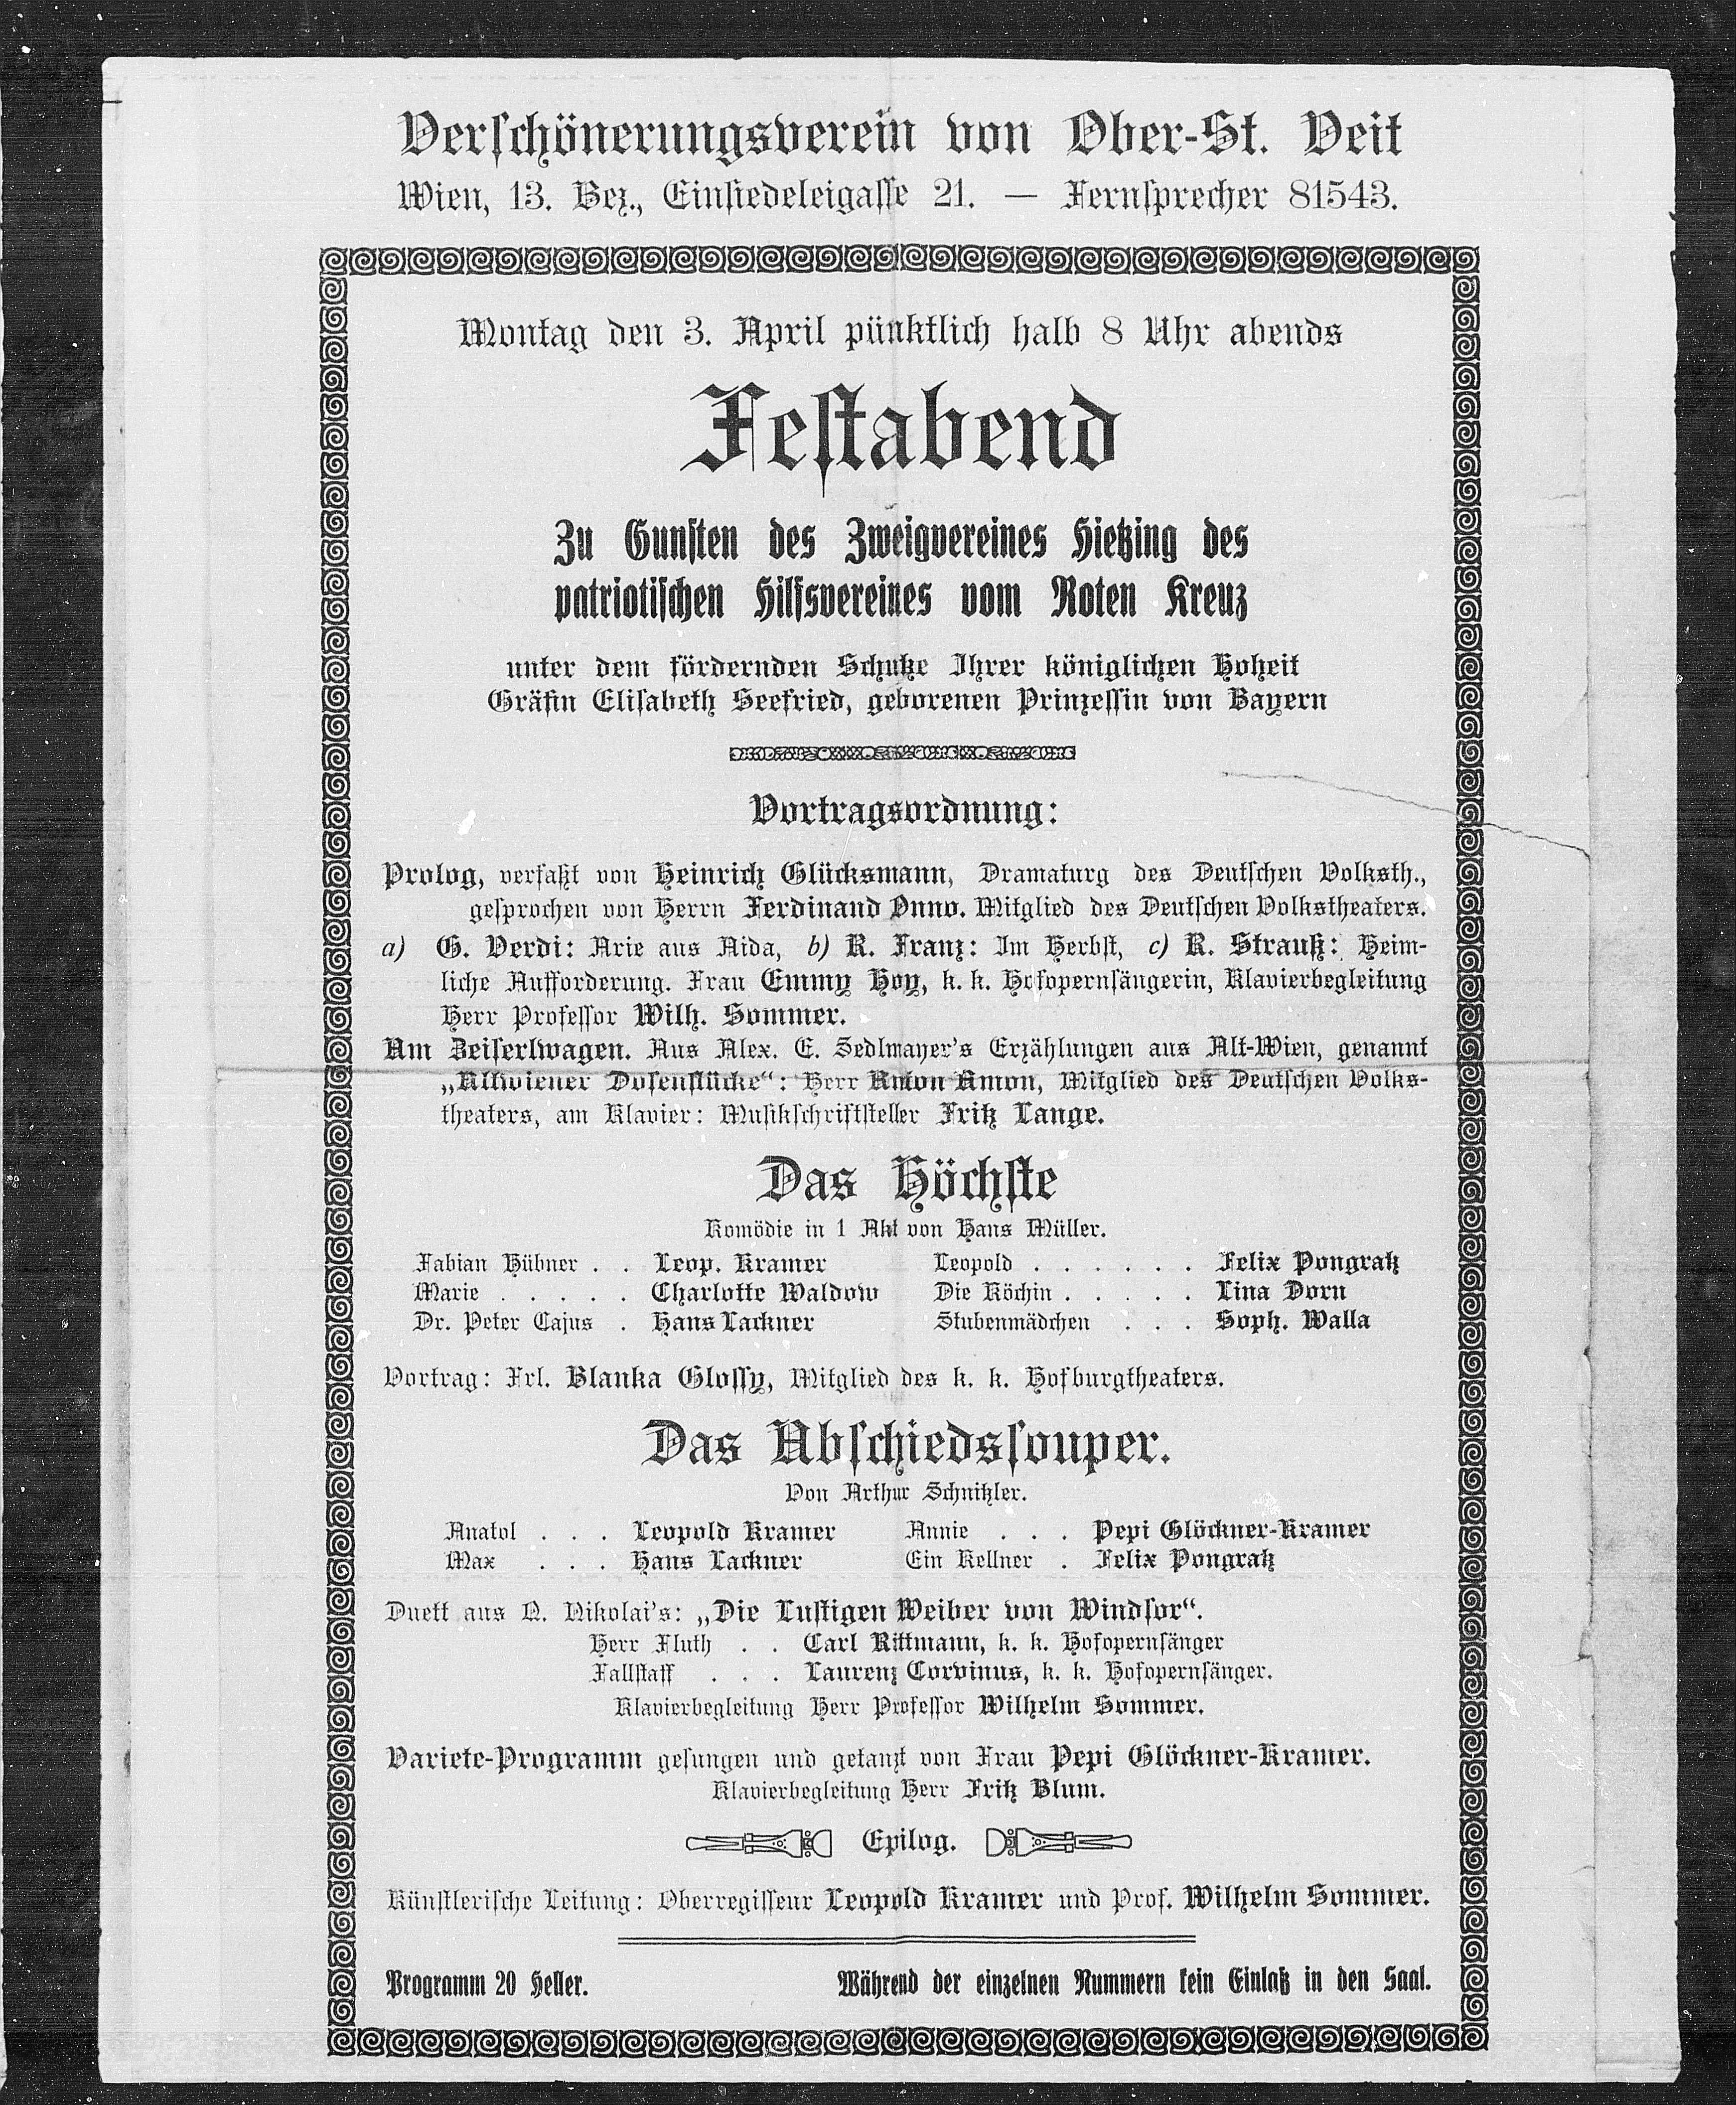 Verschönerungsverein von Ober-St. Veit
Wien, 13. Bez., Einsiedeleigasse 21. — Fernsprecher 81543.
Montag den 3. April pünktlich halb 8 Uhr abends
Festabend
Zu Gunsten des Zweigvereines Hietzing des
patriotischen Hilfsvereines vom Roten Kreuz
unter dem fördernden Schutze Ihrer königlichen Hoheit
Gräfin Elisabeth Seefried, geborenen Prinzessin von Bayern
Vortragsordnung:
Prolog, verfaßt von Heinrich Glücksmann, Dramaturg des Deutschen Volksth.,
gesprochen von Herrn Ferdinand Onno. Mitglied des Deutschen Volkstheaters.
a) G. Verdi: Arie aus Aida, b) R. Franz: Im Herbst, c) R. Strauß: Heim-
liche Aufforderung. Frau Emmy Hoy, k. k. Hofopernsängerin, Klavierbegleitung
Herr Professor Wilh. Sommer.
Am Zeiserlwagen. Aus Alex. E. Sedlmayer's Erzählungen aus Alt-Wien, genannt
„Altwiener Dosenstücke“: Herr Anton Amon, Mitglied des Deutschen Volks-
theaters, am Klavier: Musikschriftsteller Fritz Lange.
Das Höchste
Komödie in 1 Akt von Hans Müller.
Fabian Hübner . . Leop. Kramer Leopold . . . . . . Felix Pongratz
Marie . . . . . Charlotte Waldow Die Köchin . . . . . Lina Dorn
Dr. Peter Cajus . Hans Lackner Stubenmädchen . . . Soph. Walla
Vortrag: Frl. Blanka Glossy, Mitglied des k. k. Hofburgtheaters.
Das Abschiedssouper.
Von Arthur Schnitzler.
Anatol . . . Leopold Kramer Annie . . . Pepi Glöckner-Kramer
Max . . . Hans Lackner Ein Kellner . Felix Pongratz
Duett aus O. Nikolai's: „Die Lustigen Weiber von Windsor“.
Herr Fluth . . Carl Rittmann, k. k. Hofopernsänger
Fallstaff . . . Laurenz Corvinus, k. k. Hofopernsänger.
Klavierbegleitung Herr Professor Wilhelm Sommer.
Variete-Programm gesungen und getanzt von Frau Pepi Glöckner-Kramer.
Klavierbegleitung Herr Fritz Blum.
Epilog.
Künstlerische Leitung: Oberregisseur Leopold Kramer und Prof. Wilhelm Sommer.
Programm 20 Heller. Während der einzelnen Nummern kein Einlaß in den Saal.